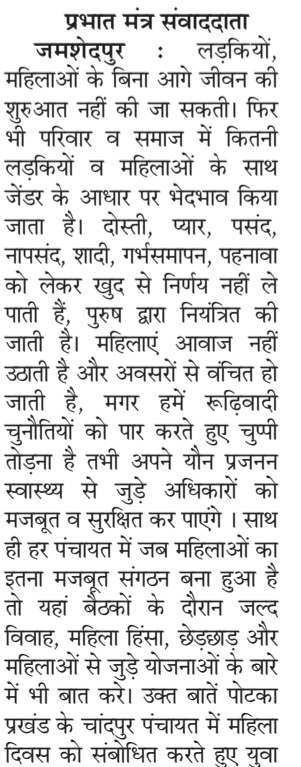 प्रभात मंत्र संवाददाता
जमशेदपुर : लड़कियों,
महिलाओं के बिना आगे जीवन की
शुरुआत नहीं की जा सकती। फिर
भी परिवार व समाज में कितनी
लड़कियों व महिलाओं के साथ
जेंडर के आधार पर भेदभाव किया
जाता है। दोस्ती, प्यार, पसंद,
नापसंद, शादी, गर्भसमापन, पहनावा
को लेकर खुद से निर्णय नहीं ले
पाती हैं, पुरुष द्वारा नियंत्रित की
जाती है। महिलाएं आवाज नहीं
उठाती है और अवसरों से वंचित हो
जाती है, मगर हमें रूढ़िवादी
चुनौतियों को पार करते हुए चुप्पी
तोड़ना है तभी अपने यौन प्रजनन
स्वास्थ्य से जुड़े अधिकारों को
मजबूत व सुरक्षित कर पाएंगे । साथ
ही हर पंचायत में जब महिलाओं का
इतना मजबूत संगठन बना हुआ है
तो यहां बैठकों के दौरान जल्द
विवाह, महिला हिंसा, छेड़छाड़ और
महिलाओं से जुड़े योजनाओं के बारे
में भी बात करे। उक्त बातें पोटका
प्रखंड के चांदपुर पंचायत में महिला
दिवस को संबोधित करते हुए युवा